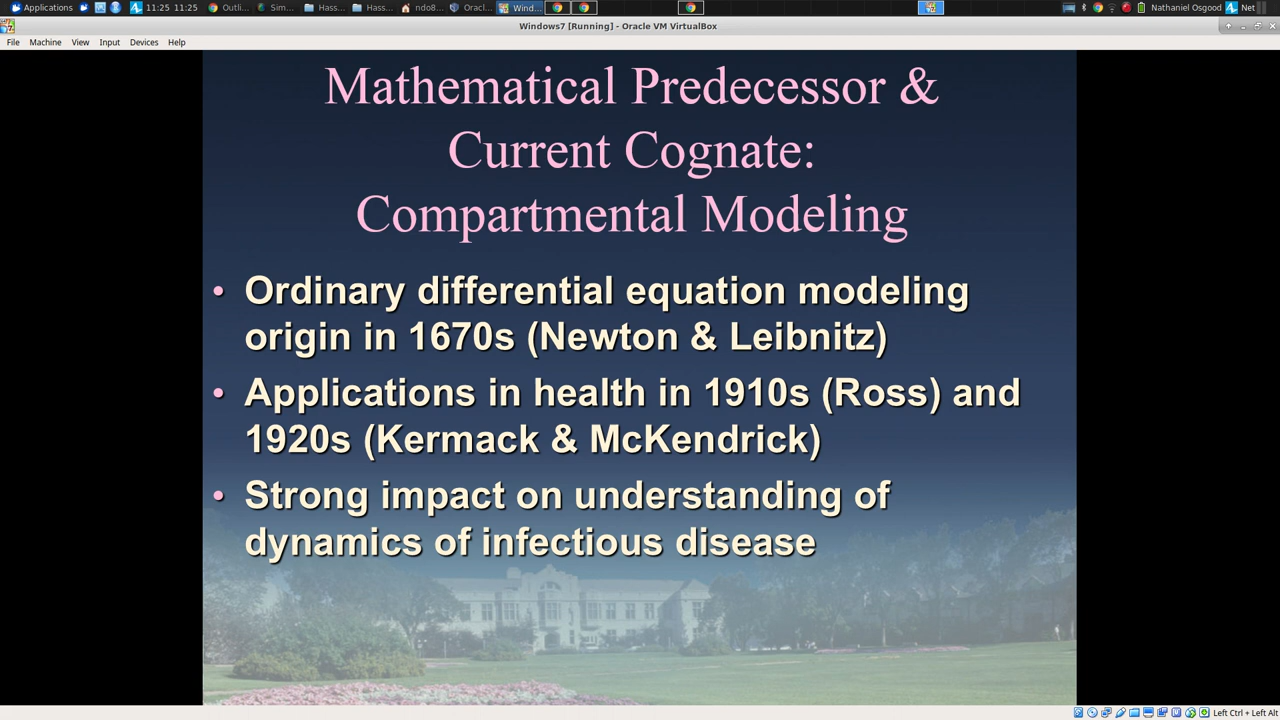 Applications 11:25 11:25 Outli... Sim... Hass... Hass... ndo8... Oracl... Wind... Nathaniel Osgood Net
Windows7 [Running] - Oracle VM VirtualBox
File Machine View Input Devices Help
Mathematical Predecessor &
Current Cognate:
Compartmental Modeling
• Ordinary differential equation modeling
origin in 1670s (Newton & Leibnitz)
• Applications in health in 1910s (Ross) and
1920s (Kermack & McKendrick)
• Strong impact on understanding of
dynamics of infectious disease
Left Ctrl + Left Alt